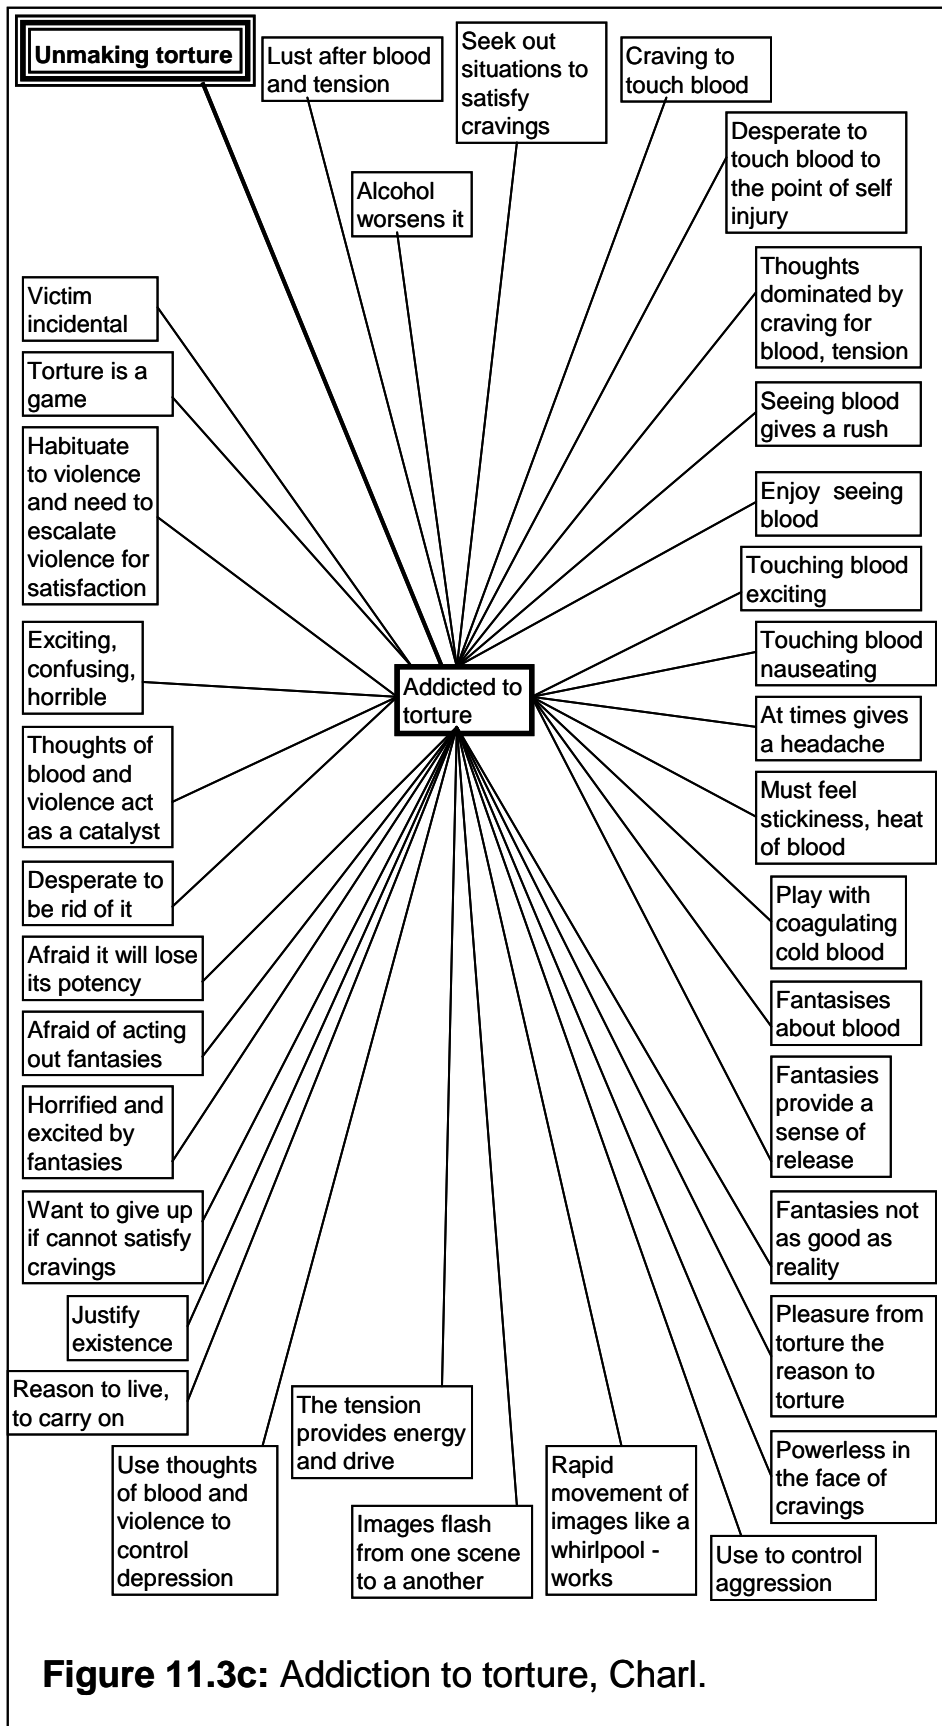 Unmaking torture
Lust after blood
and tension
Seek out
situations to
satisfy
cravings
Craving to
touch blood
Desperate to
touch blood to
the point of self
injury
Alcohol
worsens it
Thoughts
dominated by
craving for
blood, tension
Victim
incidental
Torture is a
game
Seeing blood
gives a rush
Habituate
to violence
and need to
escalate
violence for
satisfaction
Enjoy seeing
blood
Touching blood
exciting
Exciting,
confusing,
horrible
Touching blood
nauseating
Addicted to
torture
At times gives
a headache
Thoughts of
blood and
violence act
as a catalyst
Must feel
stickiness, heat
of blood
Desperate to
be rid of it
Play with
coagulating
cold blood
Afraid it will lose
its potency
Fantasises
about blood
Afraid of acting
out fantasies
Fantasies
provide a
sense of
release
Horrified and
excited by
fantasies
Want to give up
if cannot satisfy
cravings
Fantasies not
as good as
reality
Justify
existence
Pleasure from
torture the
reason to
torture
Reason to live,
to carry on
The tension
provides energy
and drive
Powerless in
the face of
cravings
Use thoughts
of blood and
violence to
control
depression
Rapid
movement of
images like a
whirlpool -
works
Images flash
from one scene
to a another
Use to control
aggression
Figure 11.3c: Addiction to torture, Charl.